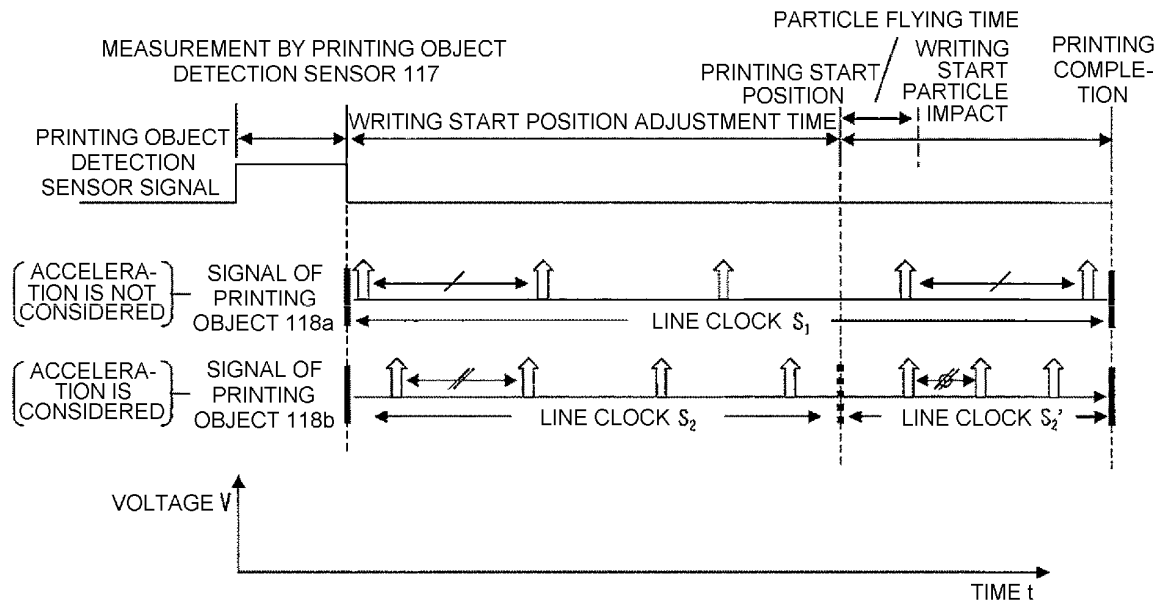 MEASUREMENT BY PRINTING OBJECT
DETECTION SENSOR 117
PARTICLE FLYING TIME
PRINTING START
POSITION
WRITING
START
PARTICLE
IMPACT
PRINTING
COMPLE-
TION
WRITING START POSITION ADJUSTMENT TIME
PRINTING OBJECT
DETECTION
SENSOR SIGNAL
ACCELERA-
TION IS NOT
CONSIDERED
SIGNAL OF
PRINTING
OBJECT 118a
LINE CLOCK S1
ACCELERA-
TION IS
CONSIDERED
SIGNAL OF
PRINTING
OBJECT 118b
LINE CLOCK S2
LINE CLOCK S2'
VOLTAGE V
TIME t